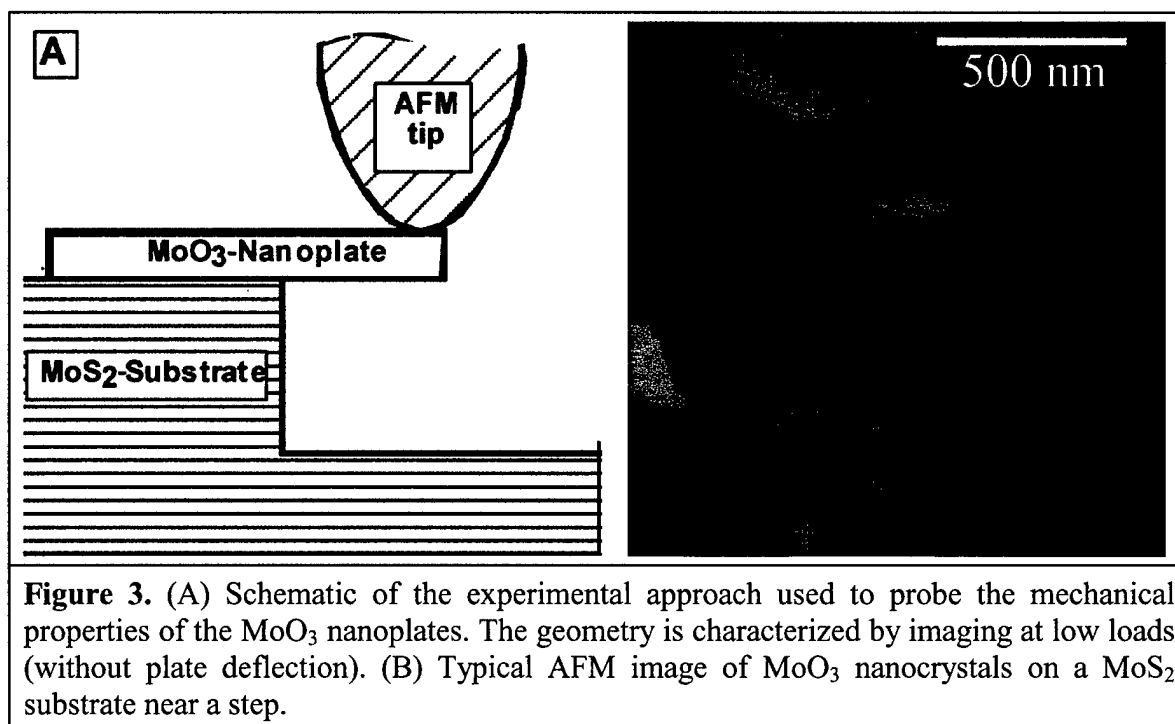 A
AFM
tip
MoO3-Nanoplate
MoS2-Substrate
500 nm
Figure 3. (A) Schematic of the experimental approach used to probe the mechanical
properties of the MoO3 nanoplates. The geometry is characterized by imaging at low loads
(without plate deflection). (B) Typical AFM image of MoO3 nanocrystals on a MoS2
substrate near a step.